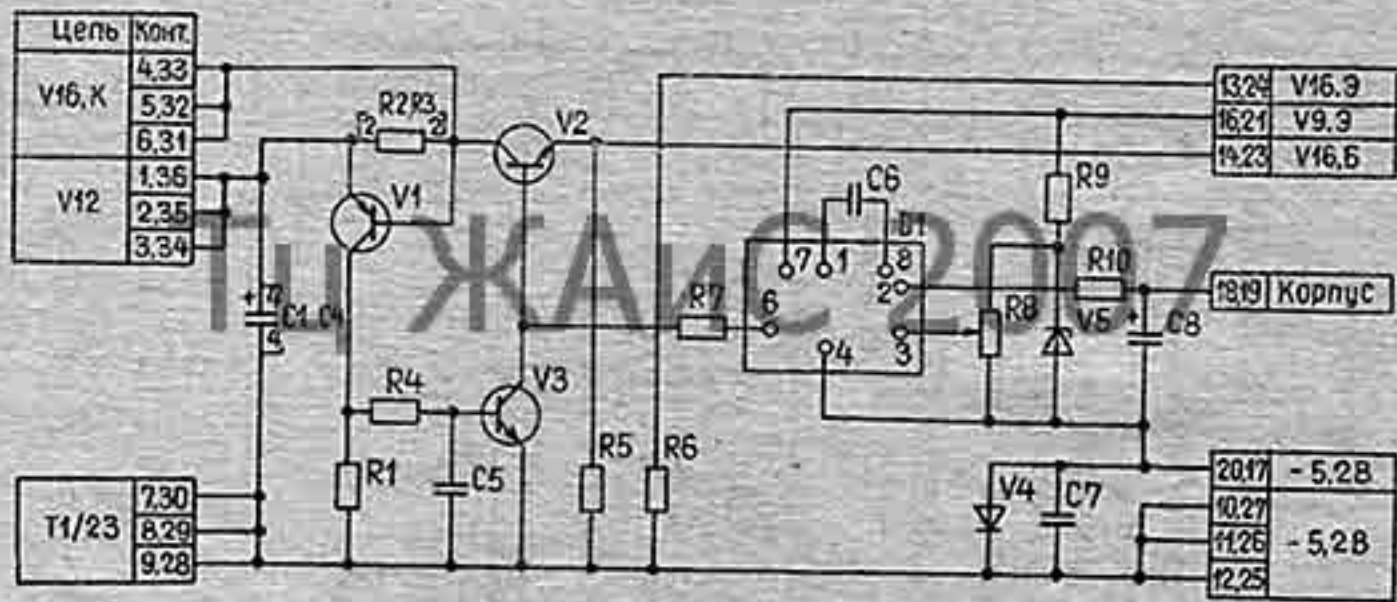 Цепь Конт.
V16,К
4,33
5,32
6,31
V12
1,36
2,35
3,34
T1/23
7,30
8,29
9,28
R2R3
2
2
V2
V1
4
C1..C4
4
R4
V3
R1
C5
R5
R6
R7
C6
D1
7
1
8
2
6
4
3
R9
R10
R8
V5
C8
V4
C7
13,24 V16.Э
16,21 V9.Э
14,23 V16,Б
18,19 Корпус
20,17 -5,2В
10,27
11,26 -5,2В
12,25
Тц ЖАиС 2007